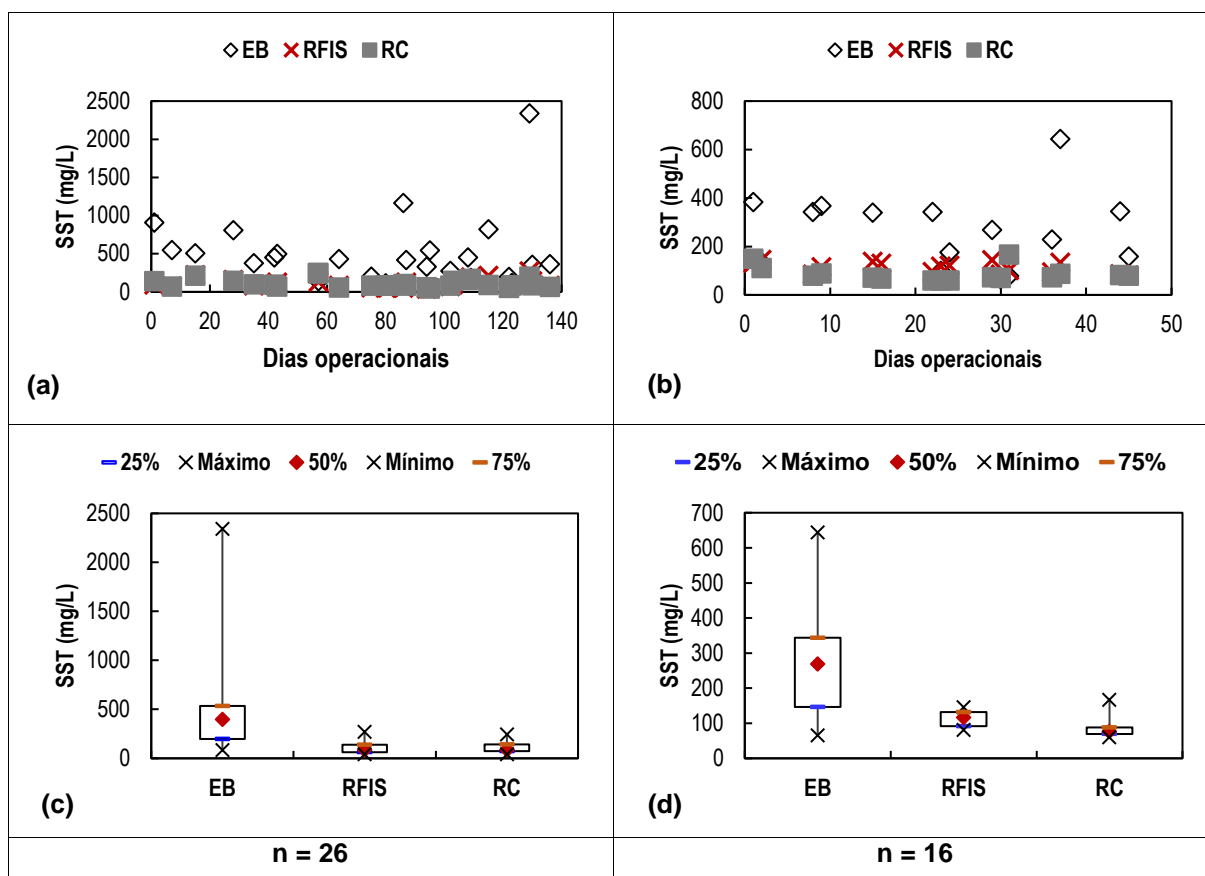 EB RFIS RC
2500
2000
1500
1000
500
0
SST (mg/L)
0 20 40 60 80 100 120 140
Dias operacionais
(a)
EB RFIS RC
800
600
400
200
0
SST (mg/L)
0 10 20 30 40 50
Dias operacionais
(b)
25% Máximo 50% Mínimo 75%
2500
2000
1500
1000
500
0
SST (mg/L)
EB RFIS RC
(c)
25% Máximo 50% Mínimo 75%
700
600
500
400
300
200
100
0
SST (mg/L)
EB RFIS RC
(d)
n = 26
n = 16